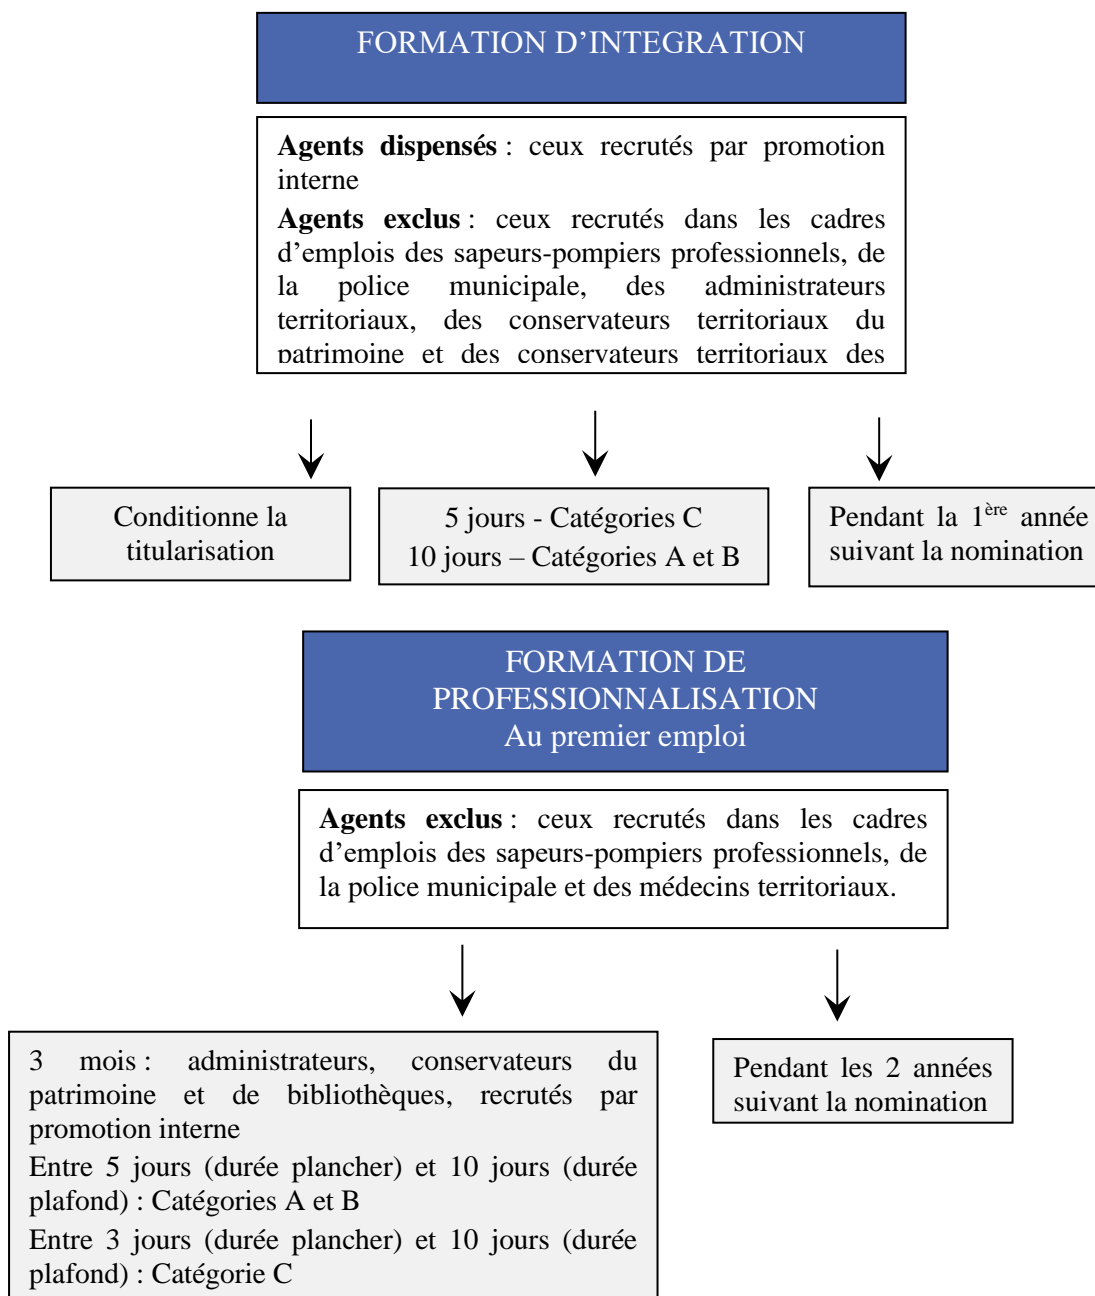 FORMATION D’INTEGRATION
Agents dispensés : ceux recrutés par promotion
interne
Agents exclus : ceux recrutés dans les cadres
d’emplois des sapeurs-pompiers professionnels, de
la police municipale, des administrateurs
territoriaux, des conservateurs territoriaux du
patrimoine et des conservateurs territoriaux des
Conditionne la
titularisation
5 jours - Catégories C
10 jours – Catégories A et B
Pendant la 1ère année
suivant la nomination
FORMATION DE
PROFESSIONNALISATION
Au premier emploi
Agents exclus : ceux recrutés dans les cadres
d’emplois des sapeurs-pompiers professionnels, de
la police municipale et des médecins territoriaux.
3 mois : administrateurs, conservateurs du
patrimoine et de bibliothèques, recrutés par
promotion interne
Entre 5 jours (durée plancher) et 10 jours (durée
plafond) : Catégories A et B
Entre 3 jours (durée plancher) et 10 jours (durée
plafond) : Catégorie C
Pendant les 2 années
suivant la nomination